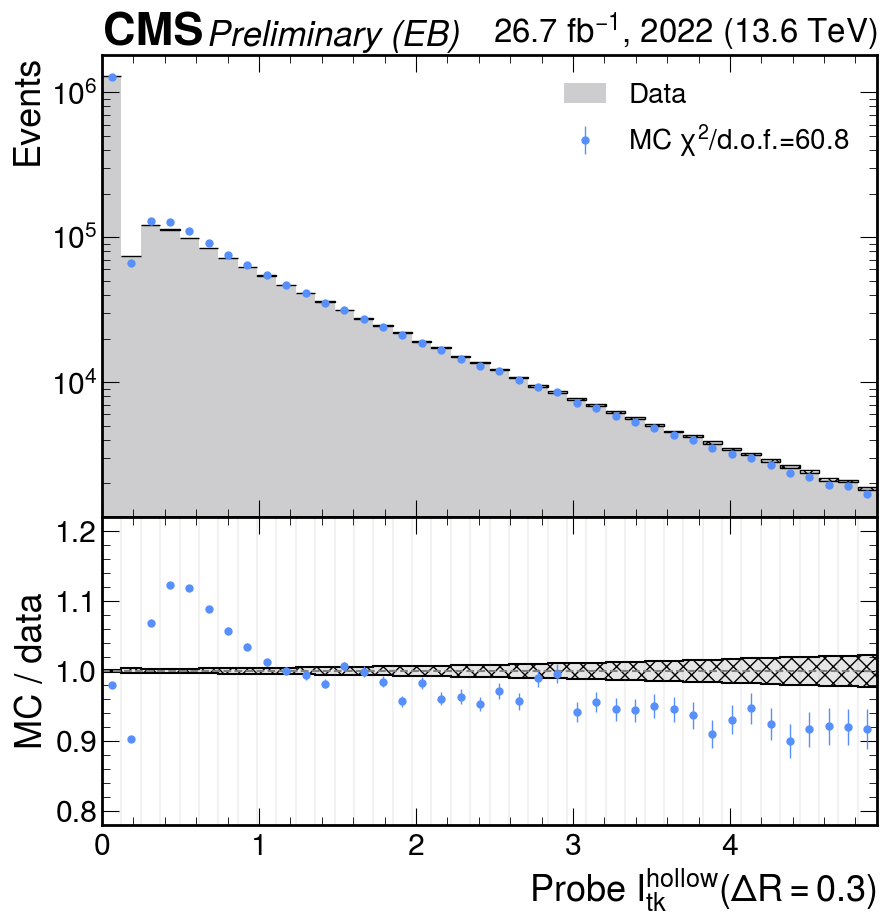 CMS Preliminary (EB) 26.7 fb⁻¹, 2022 (13.6 TeV)
Events
10⁶
10⁵
10⁴
Data
MC χ²/d.o.f.=60.8
MC / data
1.2
1.1
1.0
0.9
0.8
0 1 2 3 4
Probe I_tk^hollow(ΔR = 0.3)